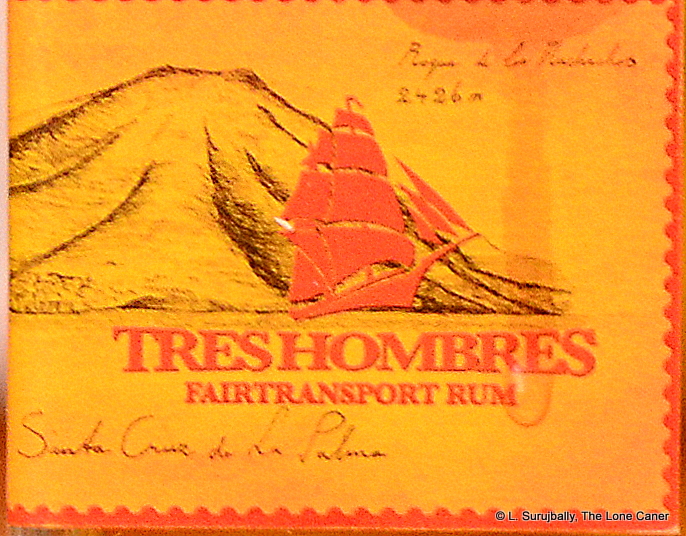 Roque de los Muchachos
2426 m
TRES HOMBRES
FAIRTRANSPORT RUM
Santa Cruz de La Palma
© L. Surujbally, The Lone Caner